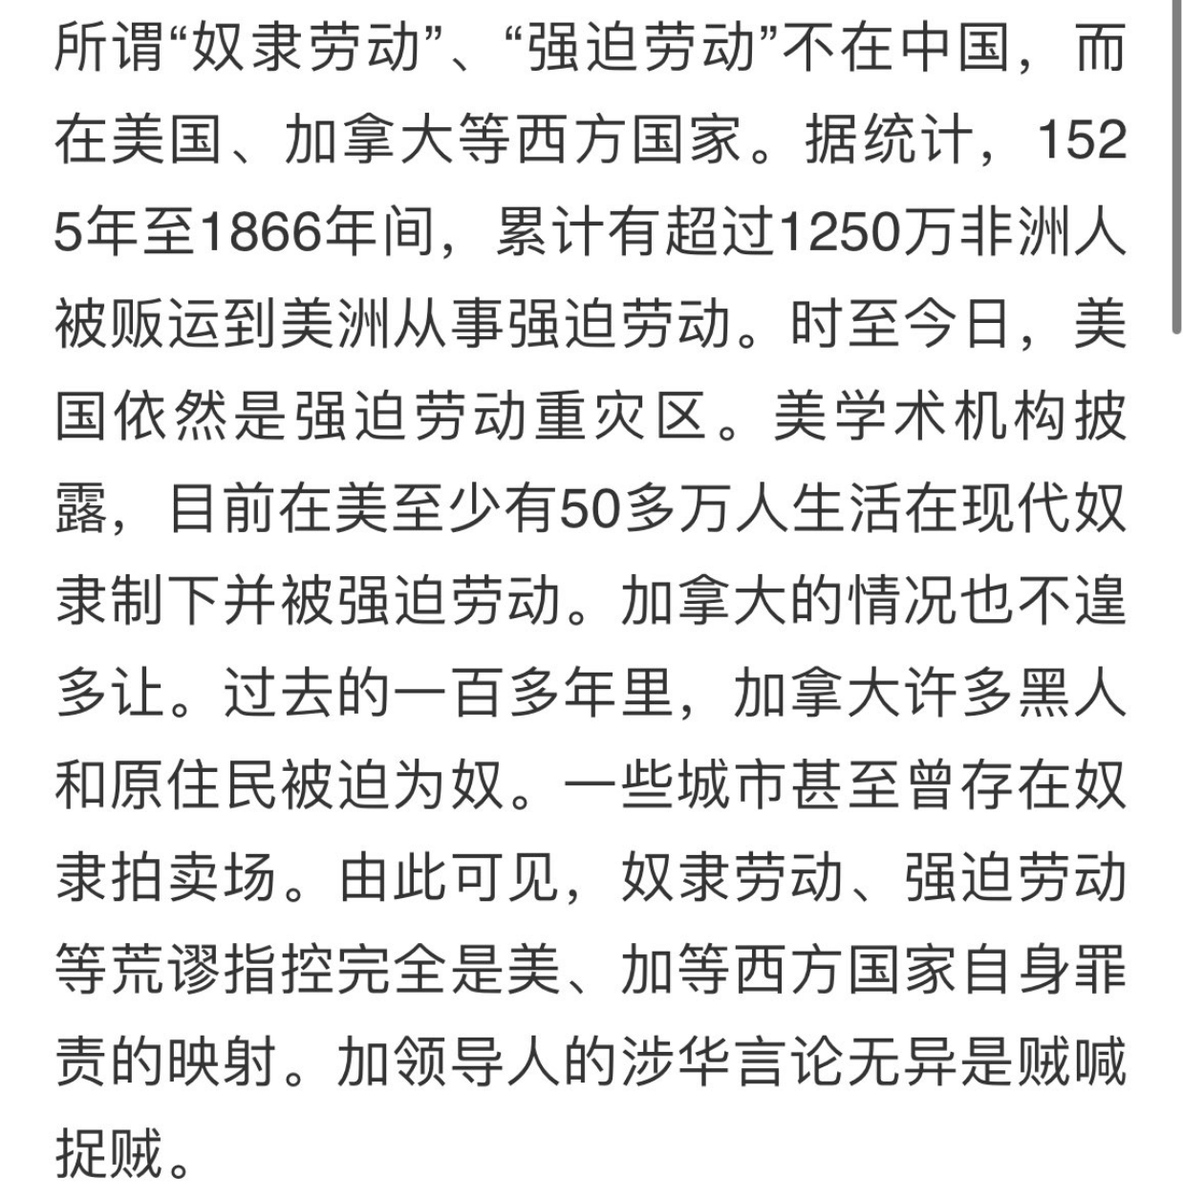 所谓“奴隶劳动”、“强迫劳动”不在中国，而
在美国、加拿大等西方国家。据统计，152
5年至1866年间，累计有超过1250万非洲人
被贩运到美洲从事强迫劳动。时至今日，美
国依然是强迫劳动重灾区。美学术机构披
露，目前在美至少有50多万人生活在现代奴
隶制下并被强迫劳动。加拿大的情况也不遑
多让。过去的一百多年里，加拿大许多黑人
和原住民被迫为奴。一些城市甚至曾存在奴
隶拍卖场。由此可见，奴隶劳动、强迫劳动
等荒谬指控完全是美、加等西方国家自身罪
责的映射。加领导人的涉华言论无异是贼喊
捉贼。